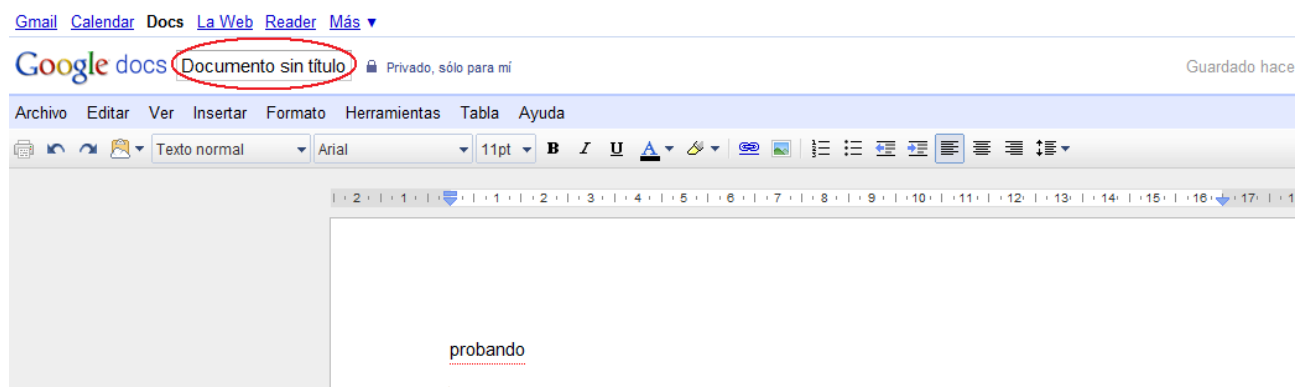 Gmail Calendar Docs La Web Reader Más ▼
Google docs Documento sin título Privado, sólo para mí Guardado hace
Archivo Editar Ver Insertar Formato Herramientas Tabla Ayuda
Texto normal Arial 11pt B I U A
2 1 1 2 3 4 5 6 7 8 9 10 11 12 13 14 15 16 17 1
probando